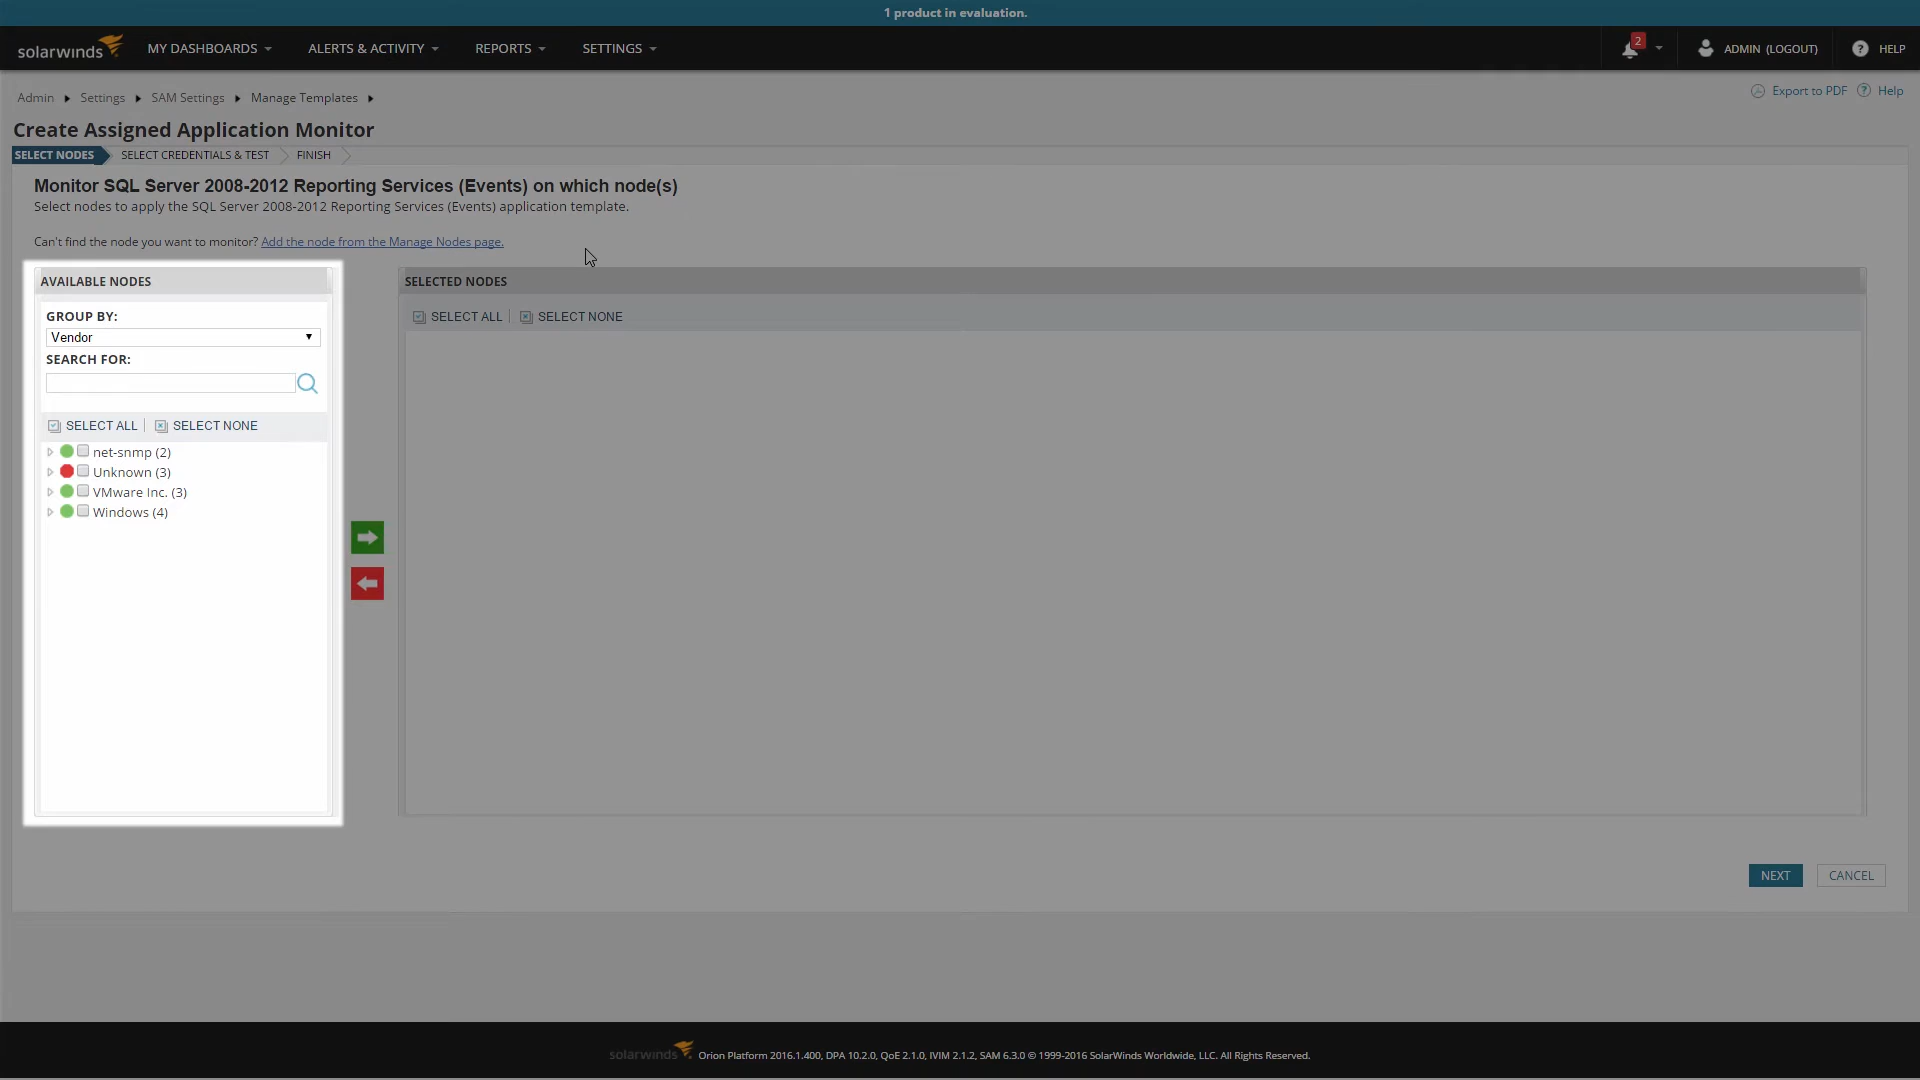 1 product in evaluation.
solarwinds MY DASHBOARDS ALERTS & ACTIVITY REPORTS SETTINGS 2 ADMIN (LOGOUT) ? HELP
Admin Settings SAM Settings Manage Templates Export to PDF ? Help
Create Assigned Application Monitor
SELECT NODES SELECT CREDENTIALS & TEST FINISH
Monitor SQL Server 2008-2012 Reporting Services (Events) on which node(s)
Select nodes to apply the SQL Server 2008-2012 Reporting Services (Events) application template.
Can't find the node you want to monitor? Add the node from the Manage Nodes page.
AVAILABLE NODES
GROUP BY:
Vendor
SEARCH FOR:
SELECT ALL SELECT NONE
net-snmp (2)
Unknown (3)
VMware Inc. (3)
Windows (4)
SELECTED NODES
SELECT ALL SELECT NONE
NEXT CANCEL
solarwinds Orion Platform 2016.1.400, DPA 10.2.0, QoE 2.1.0, IVIM 2.1.2, SAM 6.3.0 © 1999-2016 SolarWinds Worldwide, LLC. All Rights Reserved.